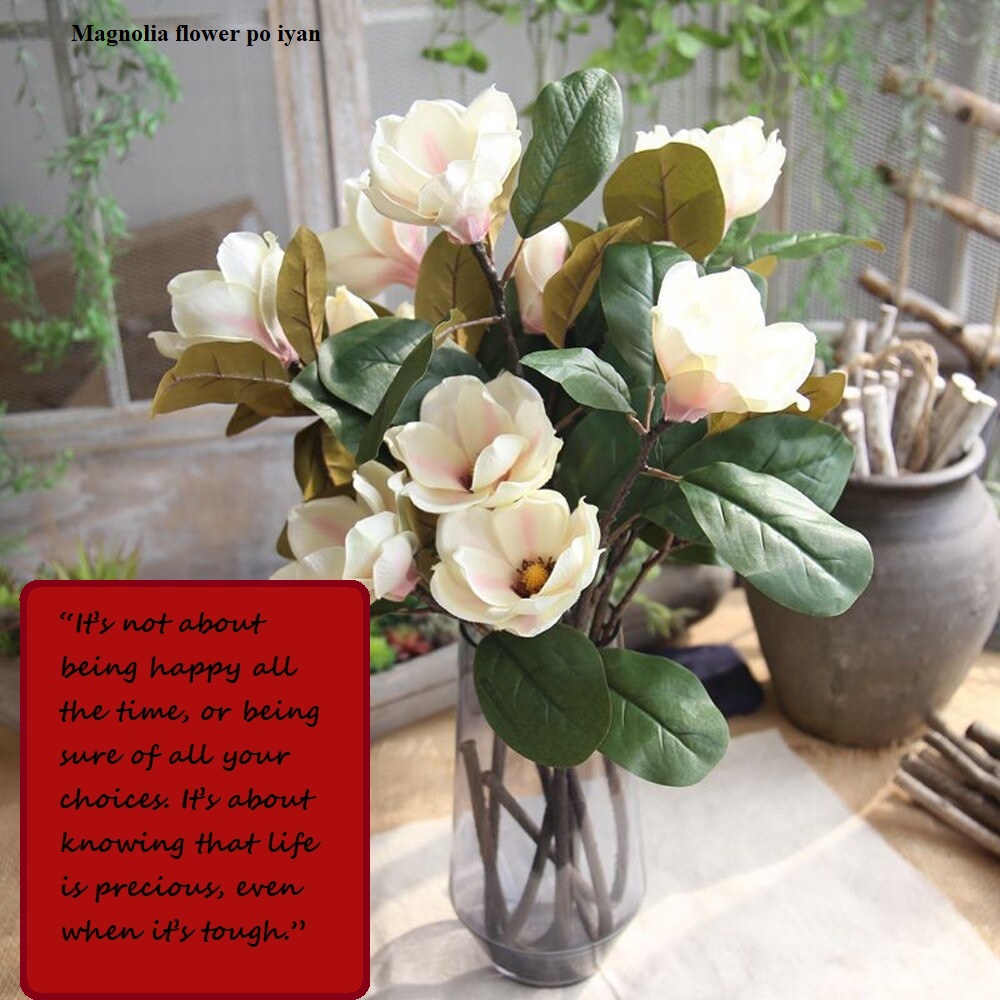 Magnolia flower po iyan
“It's not about
being happy all
the time, or being
sure of all your
choices. It's about
knowing that life
is precious, even
when it's tough.”